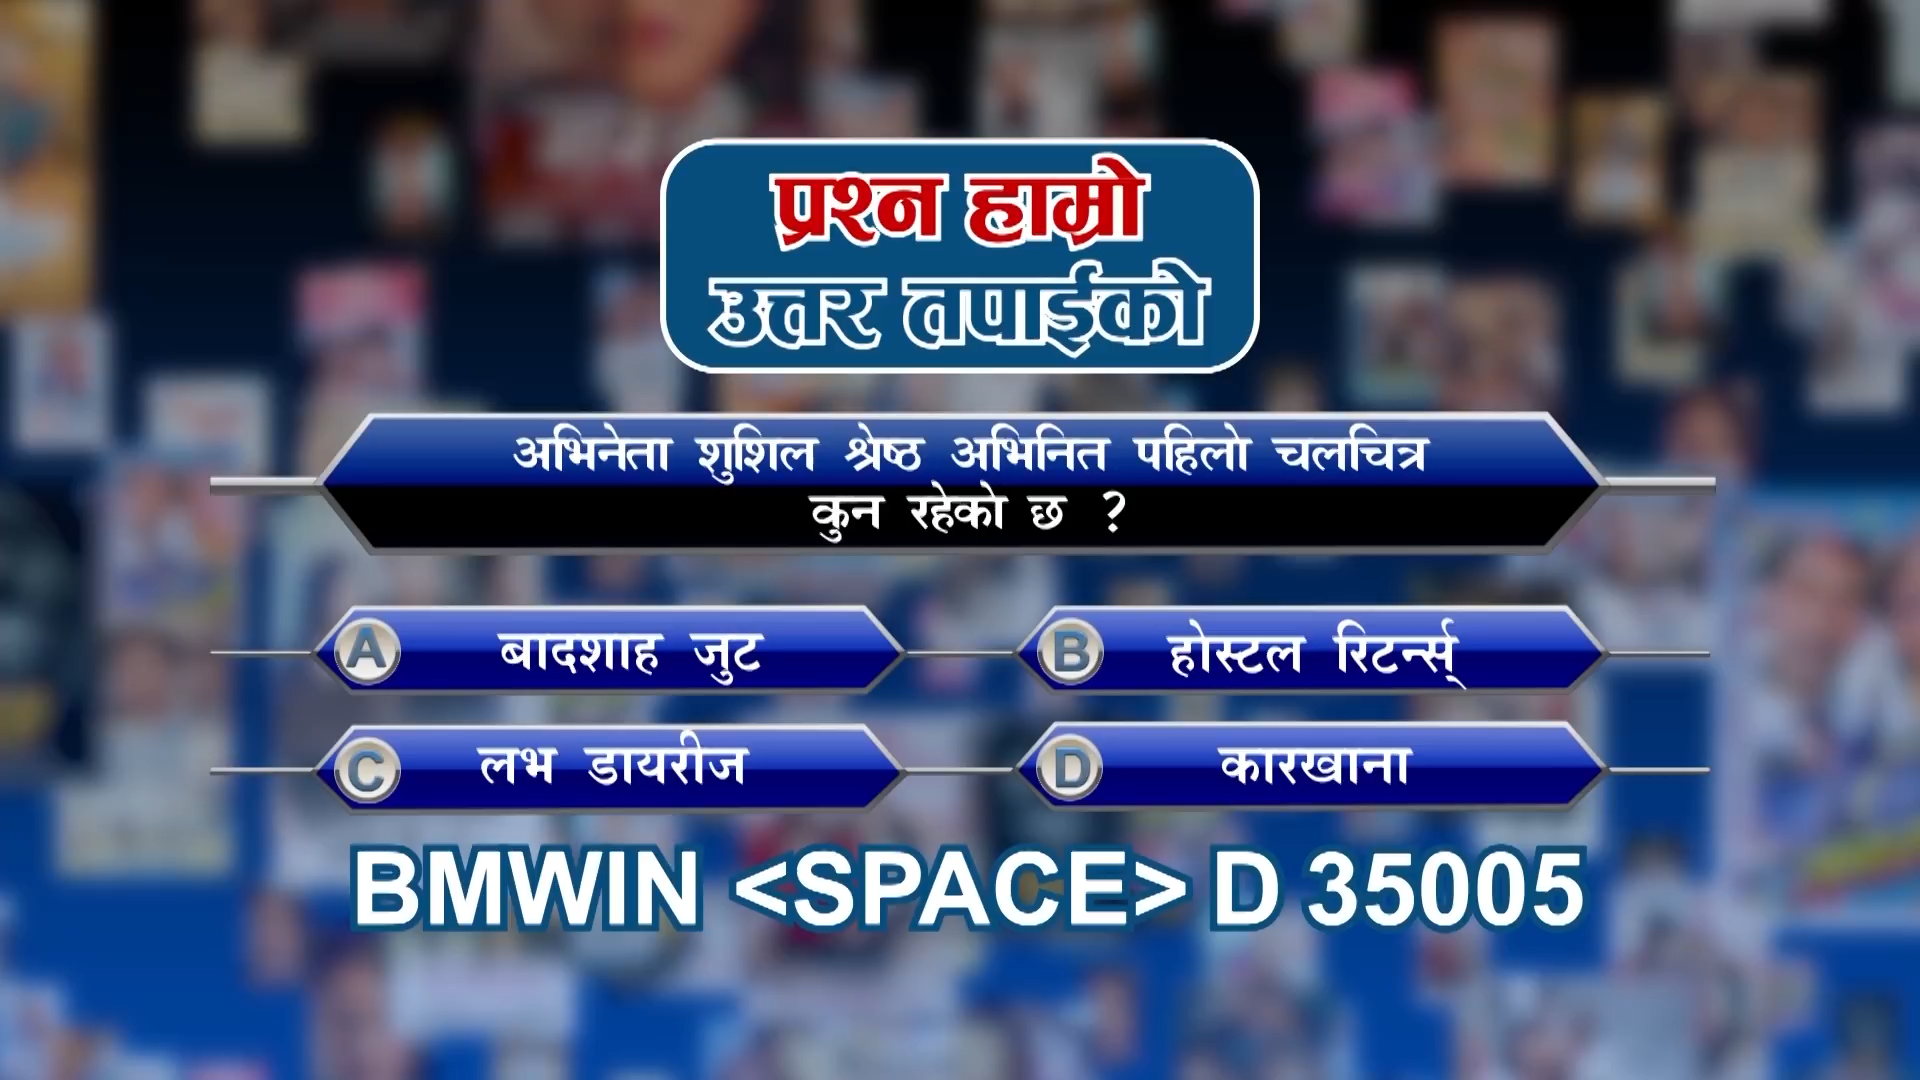 प्रश्न हाम्रो
उत्तर तपाईको
अभिनेता शुशिल श्रेष्ठ अभिनित पहिलो चलचित्र
कुन रहेको छ ?
A बादशाह जुट
B होस्टल रिटर्न्स्
C लभ डायरीज
D कारखाना
BMWIN <SPACE> D 35005